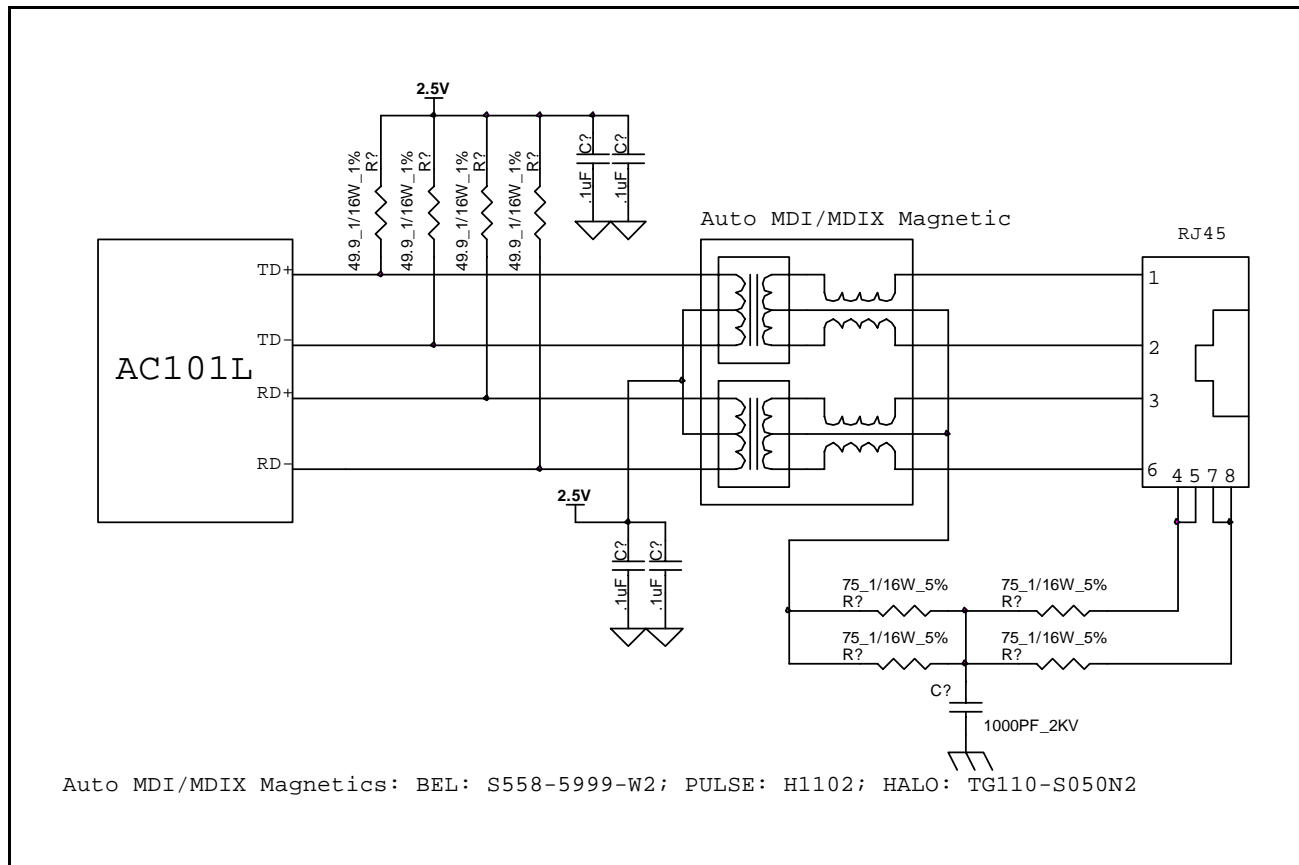 2.5V
49.9_1/16W_1%
R?
49.9_1/16W_1%
R?
49.9_1/16W_1%
R?
49.9_1/16W_1%
R?
C?
.1uF
C?
.1uF
Auto MDI/MDIX Magnetic
RJ45
AC101L
TD+
TD-
RD+
RD-
1
2
3
6
4 5 7 8
2.5V
C?
.1uF
C?
.1uF
75_1/16W_5%
R?
75_1/16W_5%
R?
75_1/16W_5%
R?
75_1/16W_5%
R?
C?
1000PF_2KV
Auto MDI/MDIX Magnetics: BEL: S558-5999-W2; PULSE: H1102; HALO: TG110-S050N2